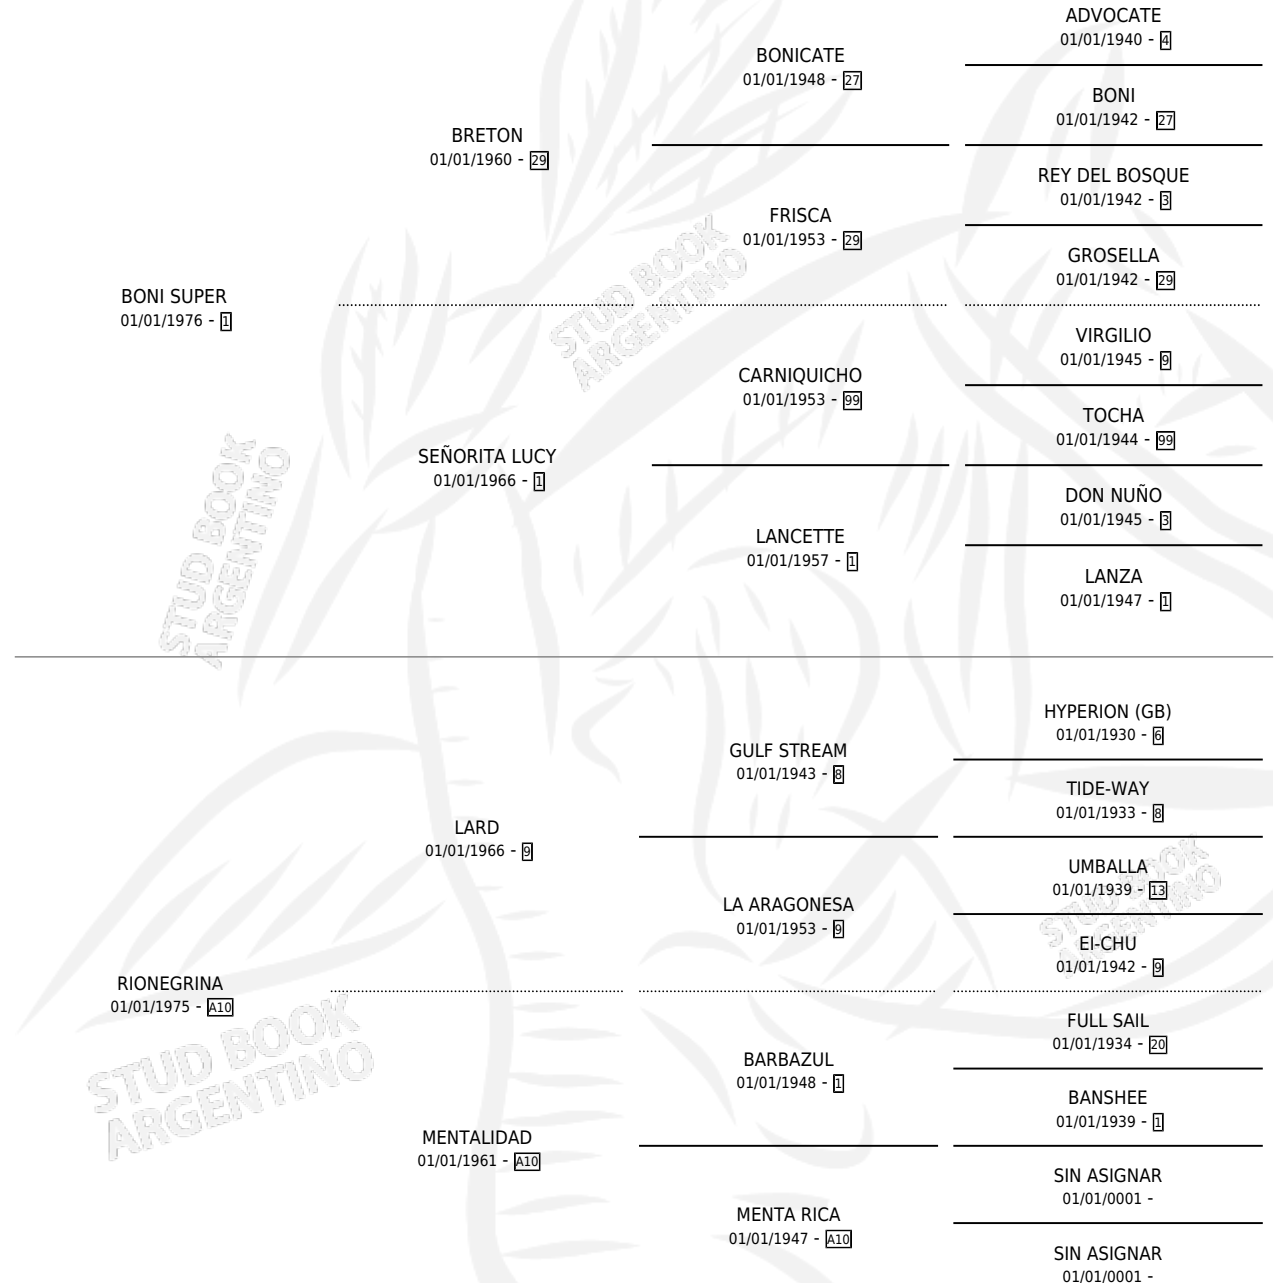 ADVOCATE
01/01/1940 - 4
BONICATE
01/01/1948 - 27
BONI
01/01/1942 - 27
BRETON
01/01/1960 - 29
REY DEL BOSQUE
01/01/1942 - 3
FRISCA
01/01/1953 - 29
GROSELLA
01/01/1942 - 29
BONI SUPER
01/01/1976 - 1
VIRGILIO
01/01/1945 - 9
CARNIQUICHO
01/01/1953 - 99
TOCHA
01/01/1944 - 99
SEÑORITA LUCY
01/01/1966 - 1
DON NUÑO
01/01/1945 - 3
LANCETTE
01/01/1957 - 1
LANZA
01/01/1947 - 1
STUD BOOK
ARGENTINO
STUD BOOK
ARGENTINO
HYPERION (GB)
01/01/1930 - 6
GULF STREAM
01/01/1943 - 8
TIDE-WAY
01/01/1933 - 8
LARD
01/01/1966 - 9
UMBALLA
01/01/1939 - 13
LA ARAGONESA
01/01/1953 - 9
EI-CHU
01/01/1942 - 9
RIONEGRINA
01/01/1975 - A10
FULL SAIL
01/01/1934 - 20
BARBAZUL
01/01/1948 - 1
BANSHEE
01/01/1939 - 1
MENTALIDAD
01/01/1961 - A10
SIN ASIGNAR
01/01/0001 -
MENTA RICA
01/01/1947 - A10
SIN ASIGNAR
01/01/0001 -
STUD BOOK
ARGENTINO
STUD BOOK
ARGENTINO